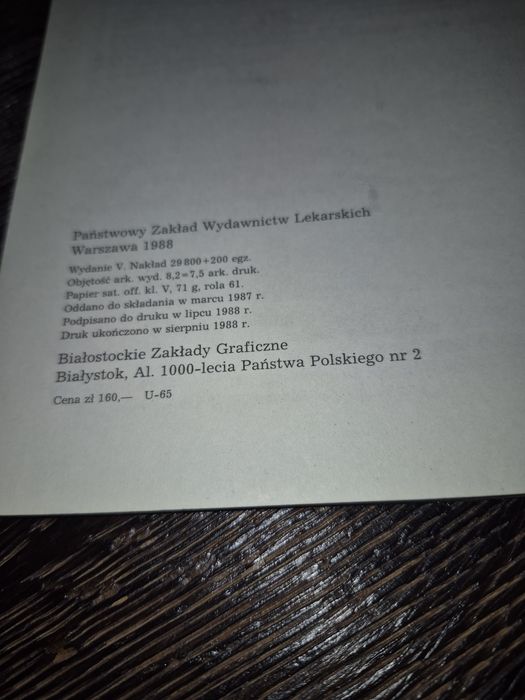 Państwowy Zakład Wydawnictw Lekarskich
Warszawa 1988
Wydanie V. Nakład 29 800+200 egz.
Objętość ark. wyd. 8,2=7,5 ark. druk.
Papier sat. off. kl. V, 71 g, rola 61.
Oddano do składania w marcu 1987 r.
Podpisano do druku w lipcu 1988 r.
Druk ukończono w sierpniu 1988 r.
Białostockie Zakłady Graficzne
Białystok, Al. 1000-lecia Państwa Polskiego nr 2
Cena zł 160,— U-65